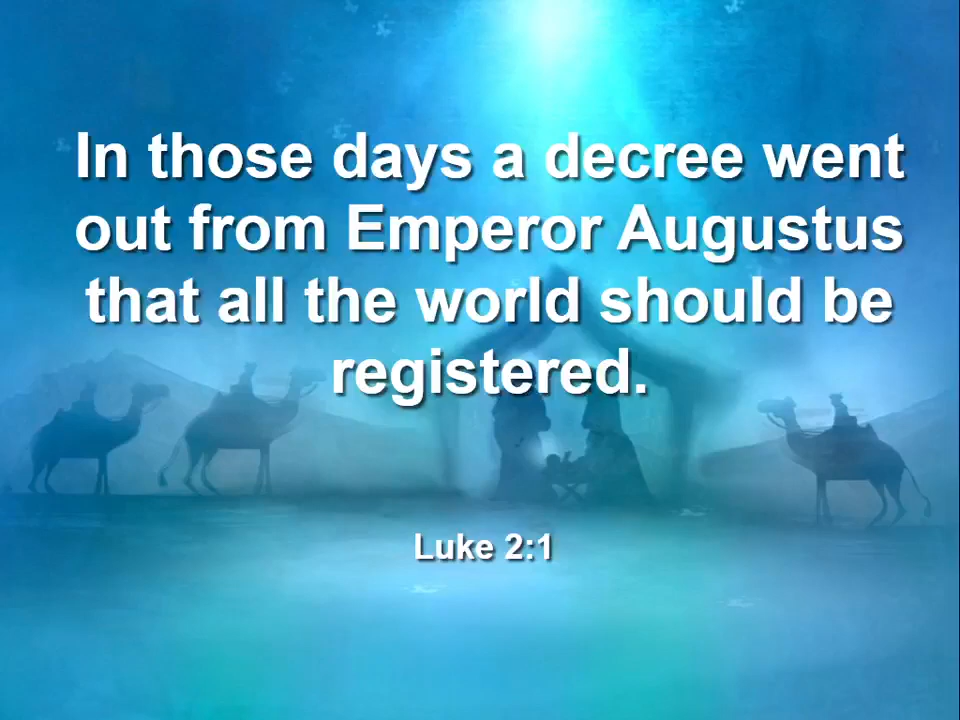 In those days a decree went
out from Emperor Augustus
that all the world should be
registered.
Luke 2:1